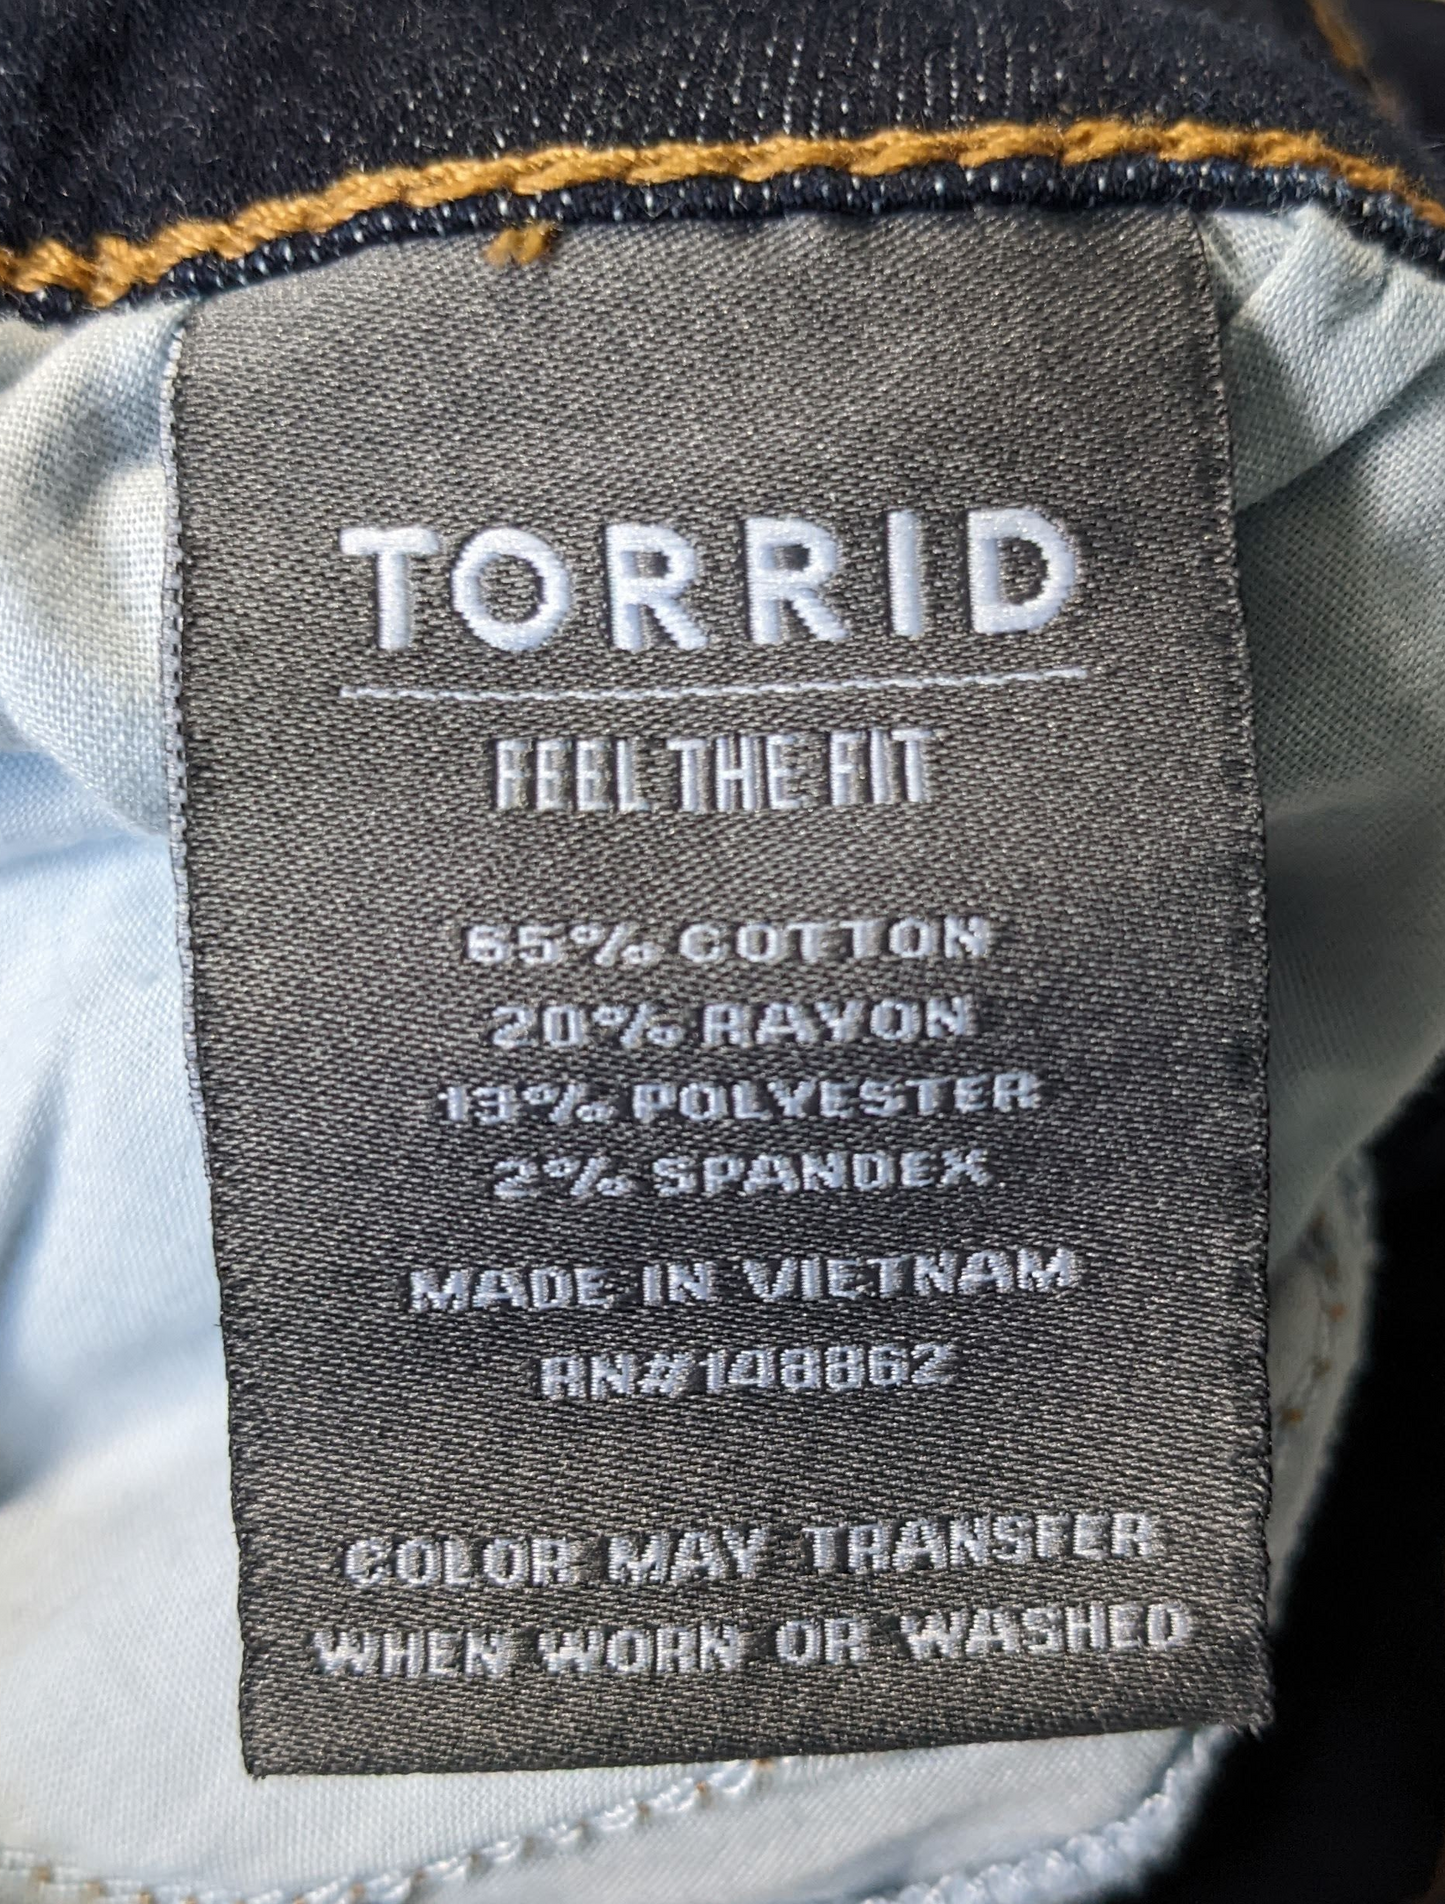 TORRID
FEEL THE FIT
65% COTTON
20% RAYON
13% POLYESTER
2% SPANDEX
MADE IN VIETNAM
RN#148862
COLOR MAY TRANSFER
WHEN WORN OR WASHED